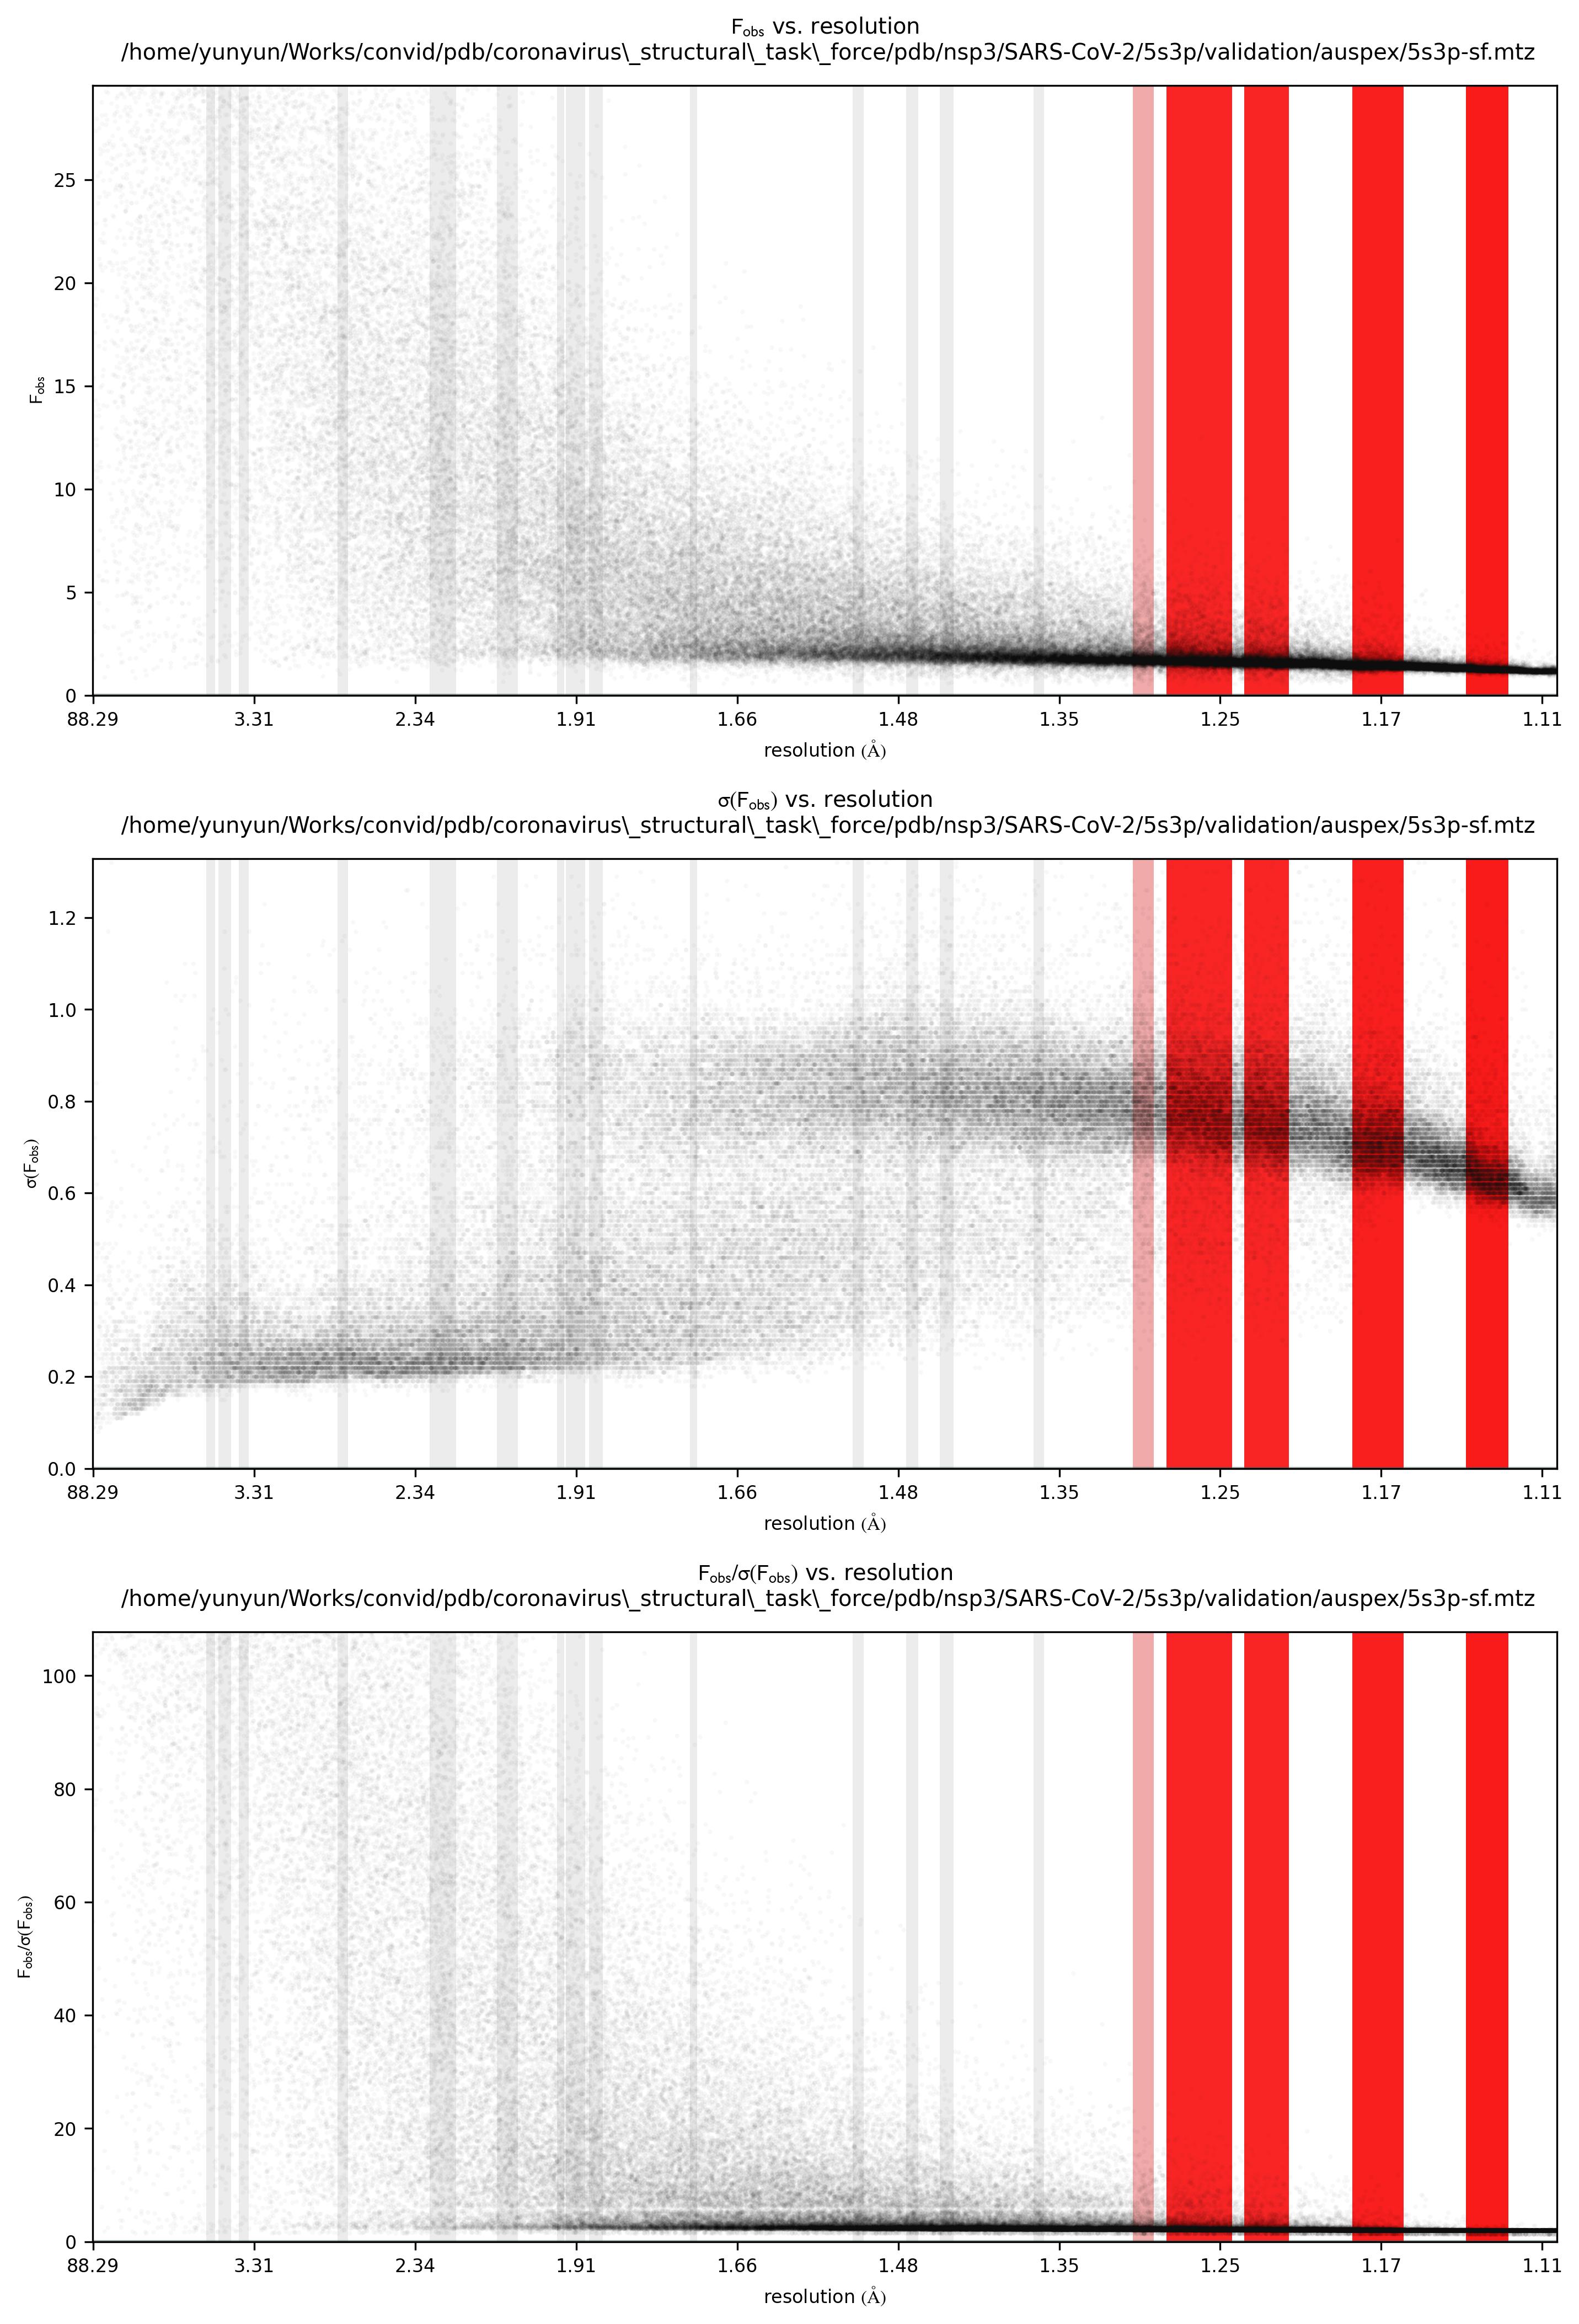 Fobs vs. resolution
/home/yunyun/Works/convid/pdb/coronavirus\_structural\_task\_force/pdb/nsp3/SARS-CoV-2/5s3p/validation/auspex/5s3p-sf.mtz
25
20
15
10
5
0
Fobs
88.29 3.31 2.34 1.91 1.66 1.48 1.35 1.25 1.17 1.11
resolution (Å)
σ(Fobs) vs. resolution
/home/yunyun/Works/convid/pdb/coronavirus\_structural\_task\_force/pdb/nsp3/SARS-CoV-2/5s3p/validation/auspex/5s3p-sf.mtz
1.2
1.0
0.8
0.6
0.4
0.2
0.0
σ(Fobs)
88.29 3.31 2.34 1.91 1.66 1.48 1.35 1.25 1.17 1.11
resolution (Å)
Fobs/σ(Fobs) vs. resolution
/home/yunyun/Works/convid/pdb/coronavirus\_structural\_task\_force/pdb/nsp3/SARS-CoV-2/5s3p/validation/auspex/5s3p-sf.mtz
100
80
60
40
20
0
Fobs/σ(Fobs)
88.29 3.31 2.34 1.91 1.66 1.48 1.35 1.25 1.17 1.11
resolution (Å)